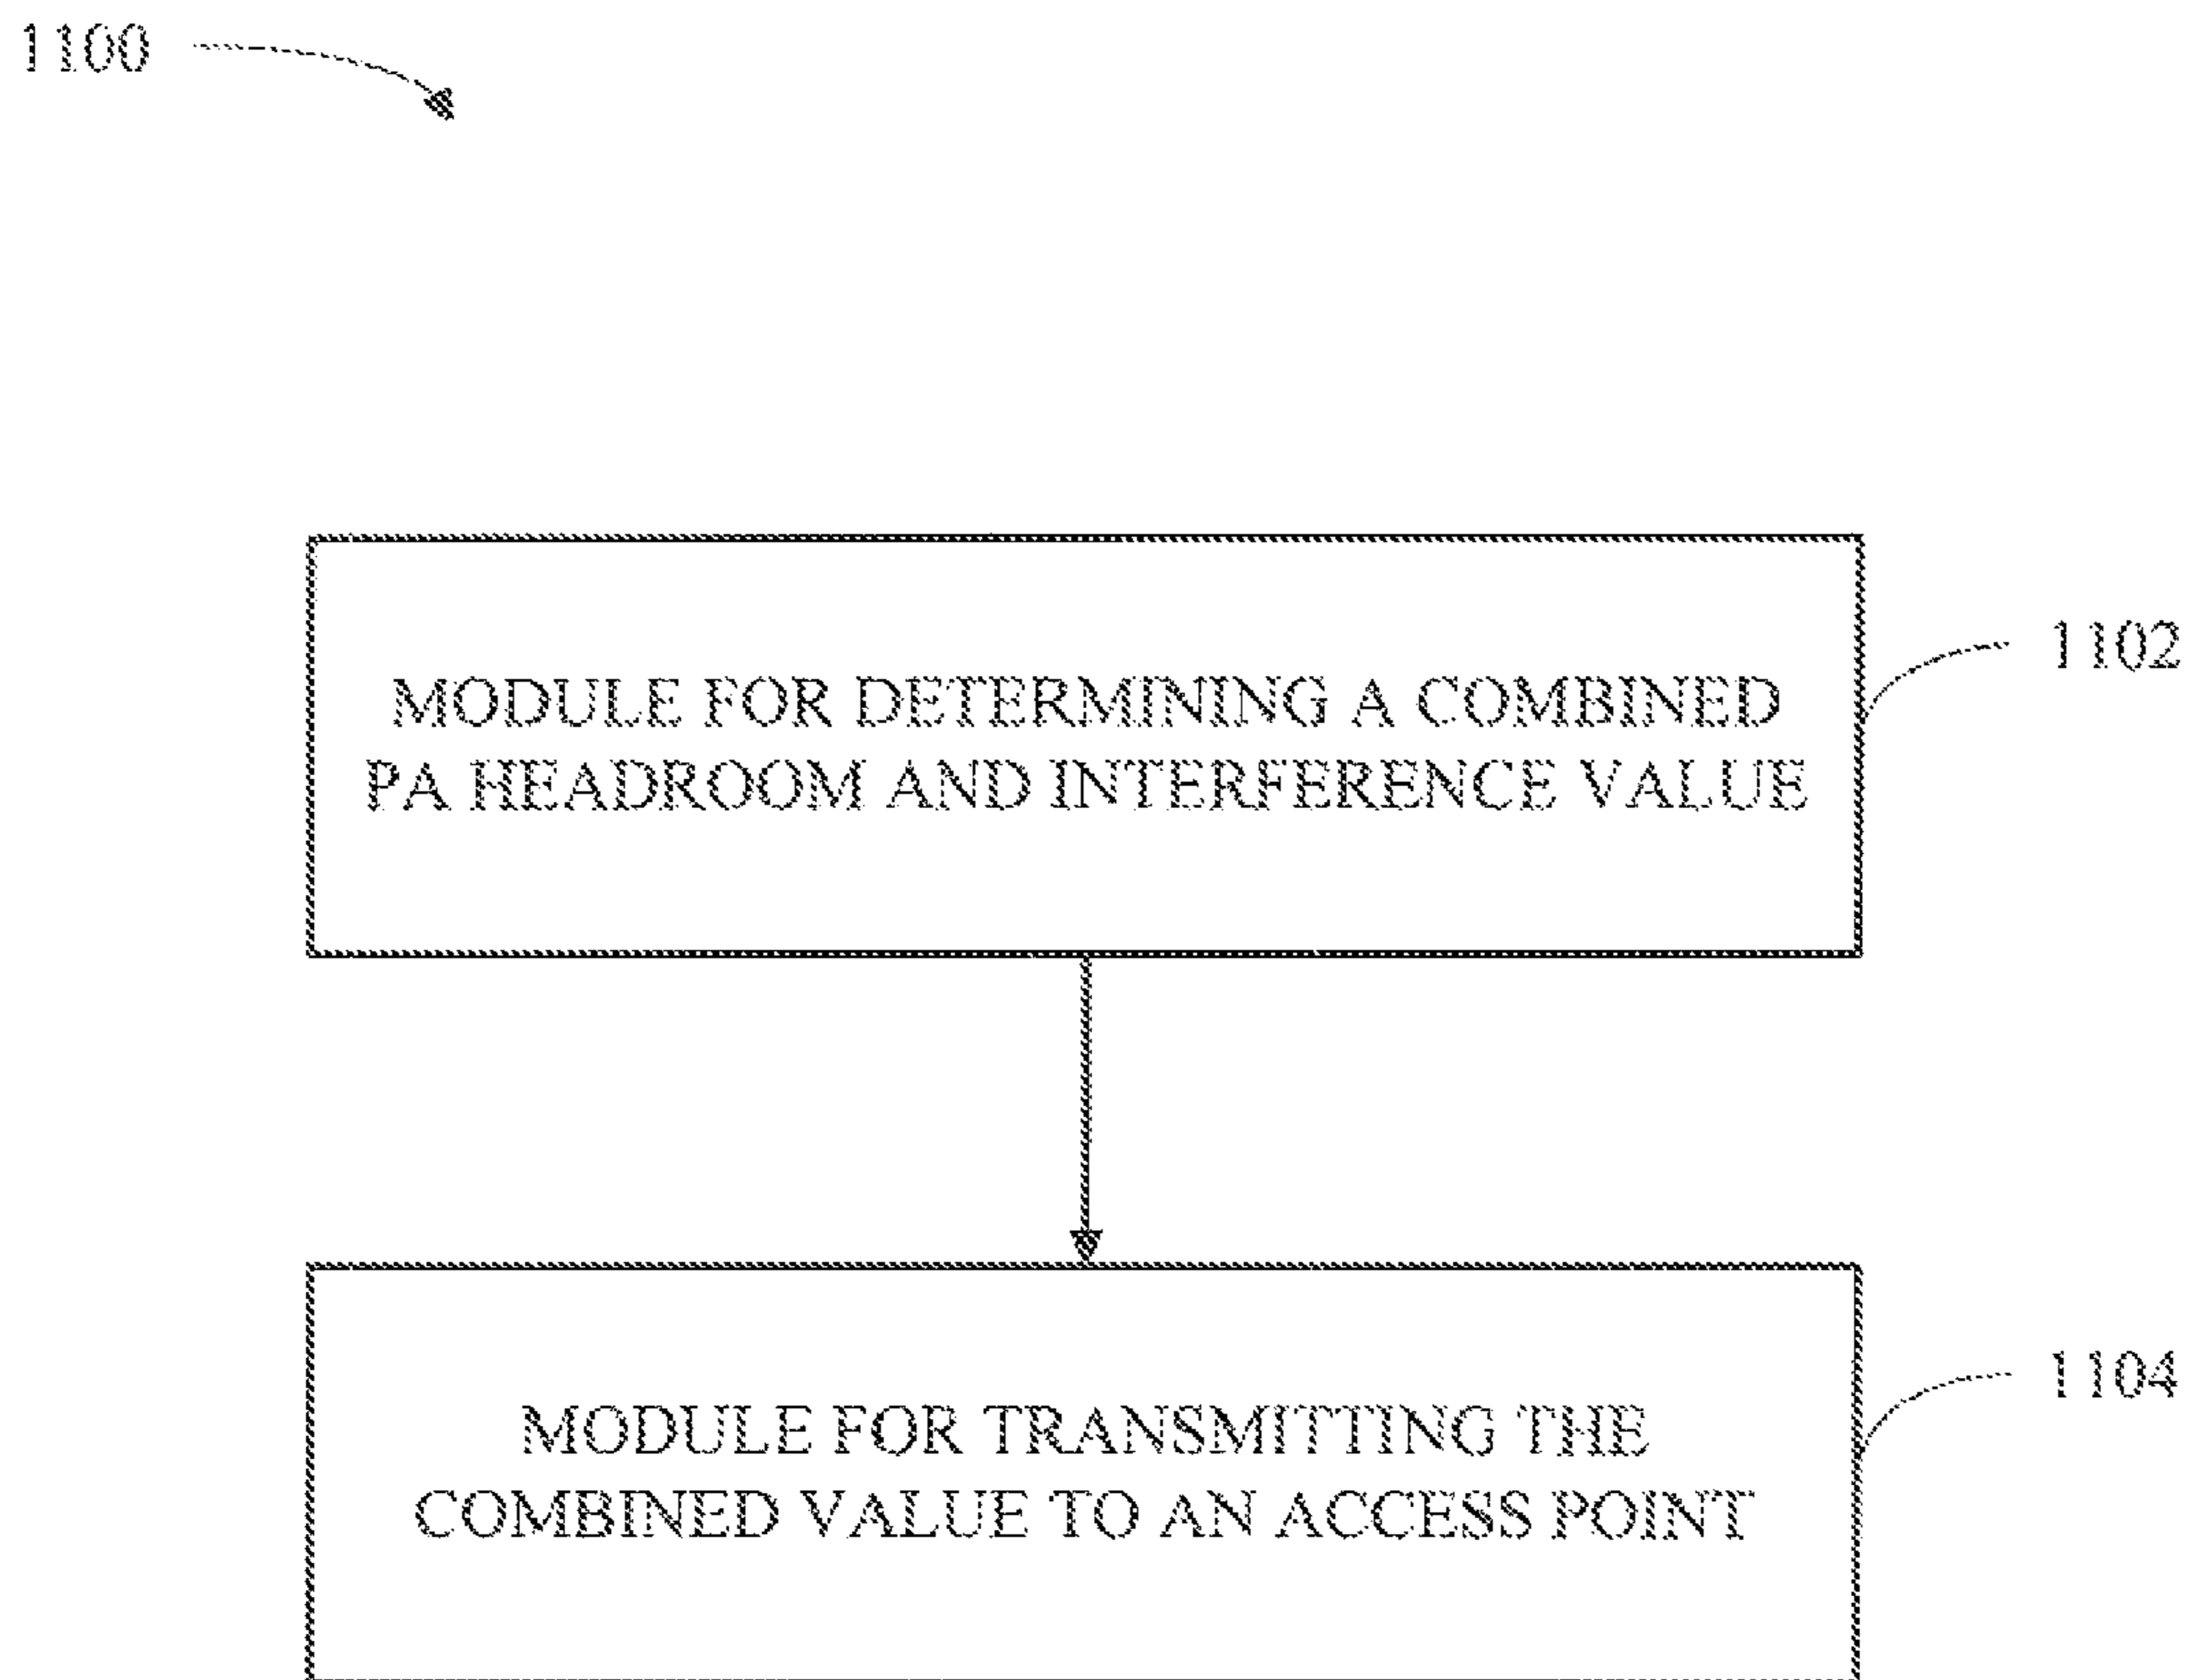 1100
MODULE FOR DETERMINING A COMBINED
PA HEADROOM AND INTERFERENCE VALUE
1102
MODULE FOR TRANSMITTING THE
COMBINED VALUE TO AN ACCESS POINT
1104